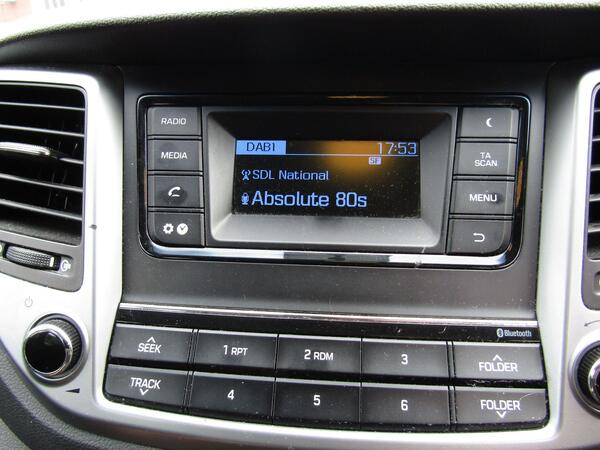 RADIO
MEDIA
DAB1 17:53
SF
SDL National
Absolute 80s
TA
SCAN
MENU
Bluetooth
SEEK
1 RPT
2 RDM
3
FOLDER
TRACK
4
5
6
FOLDER